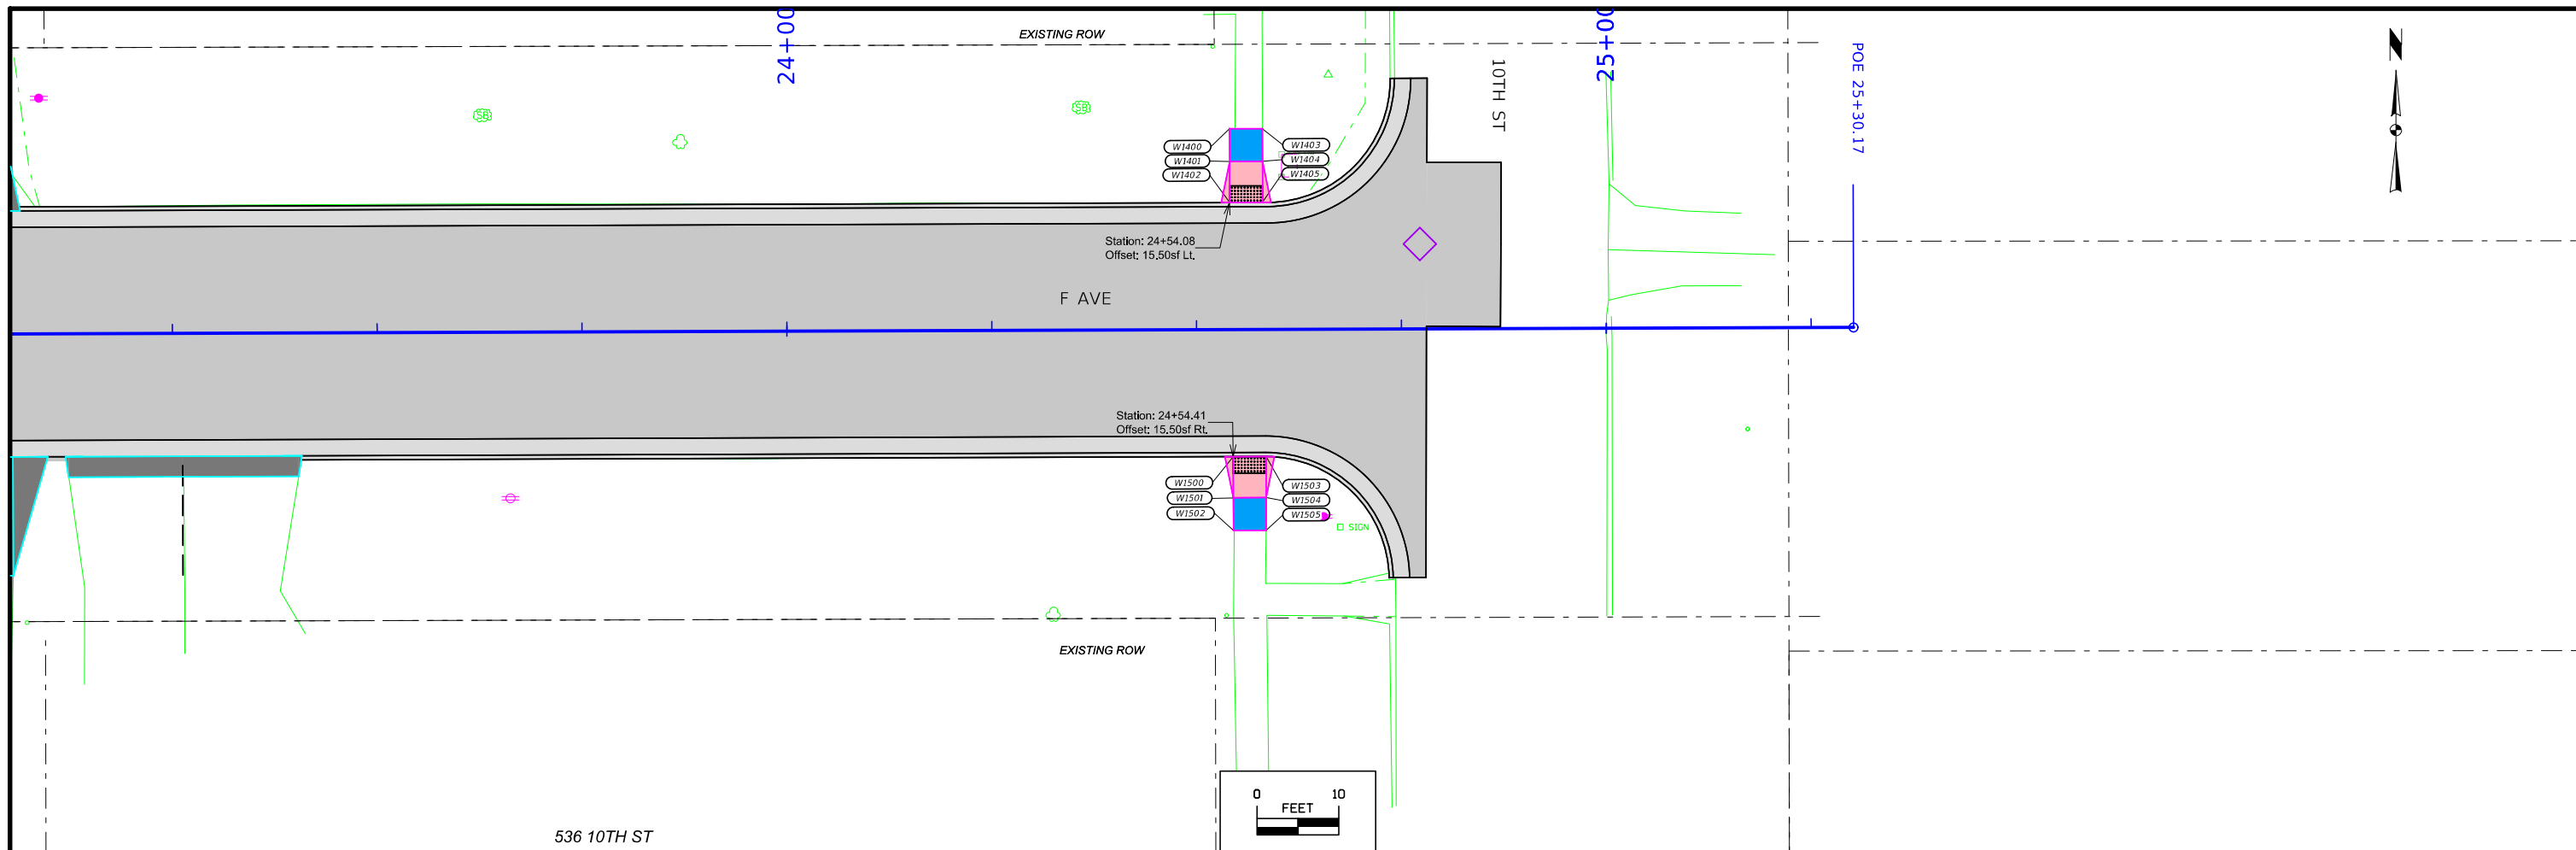 EXISTING ROW
24+00
25+00
POE 25+30.17
10TH ST
N
SB
SB
W1400
W1401
W1402
W1403
W1404
W1405
Station: 24+54.08
Offset: 15.50sf Lt.
F AVE
Station: 24+54.41
Offset: 15.50sf Rt.
W1500
W1501
W1502
W1503
W1504
W1505
SIGN
EXISTING ROW
0 10
FEET
536 10TH ST